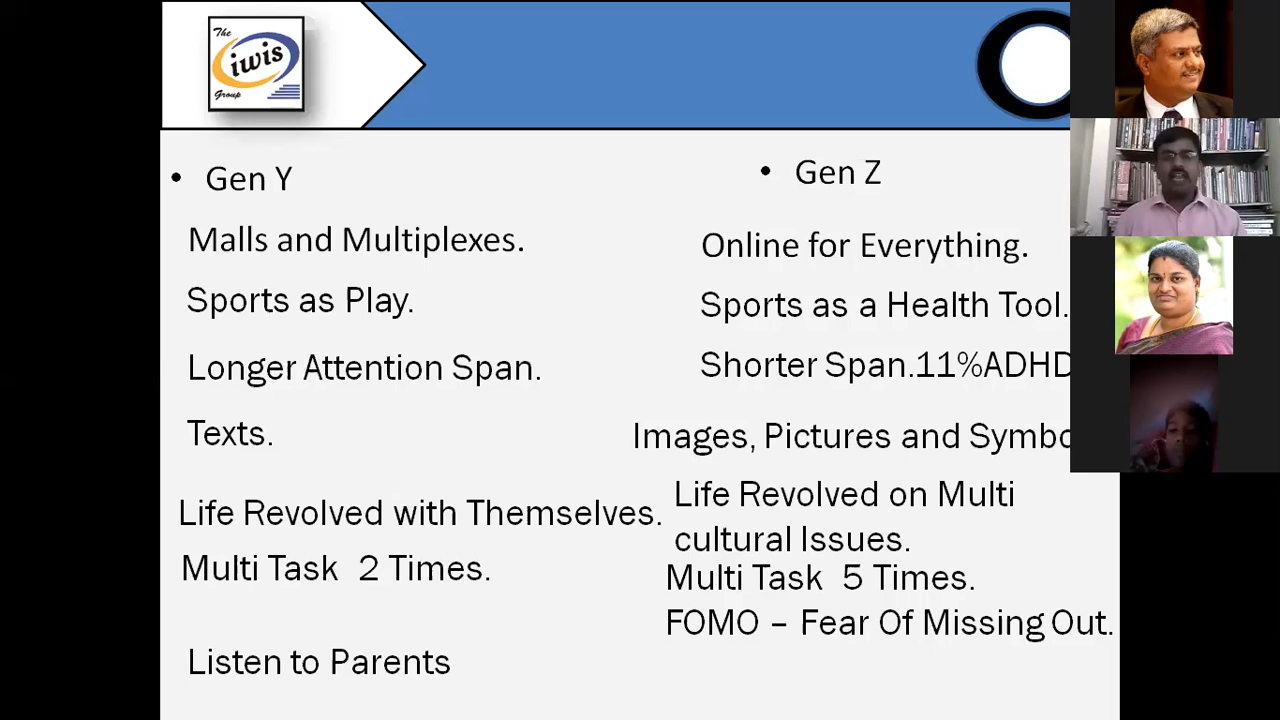 The
iwis
Group
• Gen Y
Malls and Multiplexes.
Sports as Play.
Longer Attention Span.
Texts.
Life Revolved with Themselves.
Multi Task 2 Times.
Listen to Parents
• Gen Z
Online for Everything.
Sports as a Health Tool.
Shorter Span.11%ADHD
Images, Pictures and
Life Revolved on Multi
cultural Issues.
Multi Task 5 Times.
FOMO – Fear Of Missing Out.